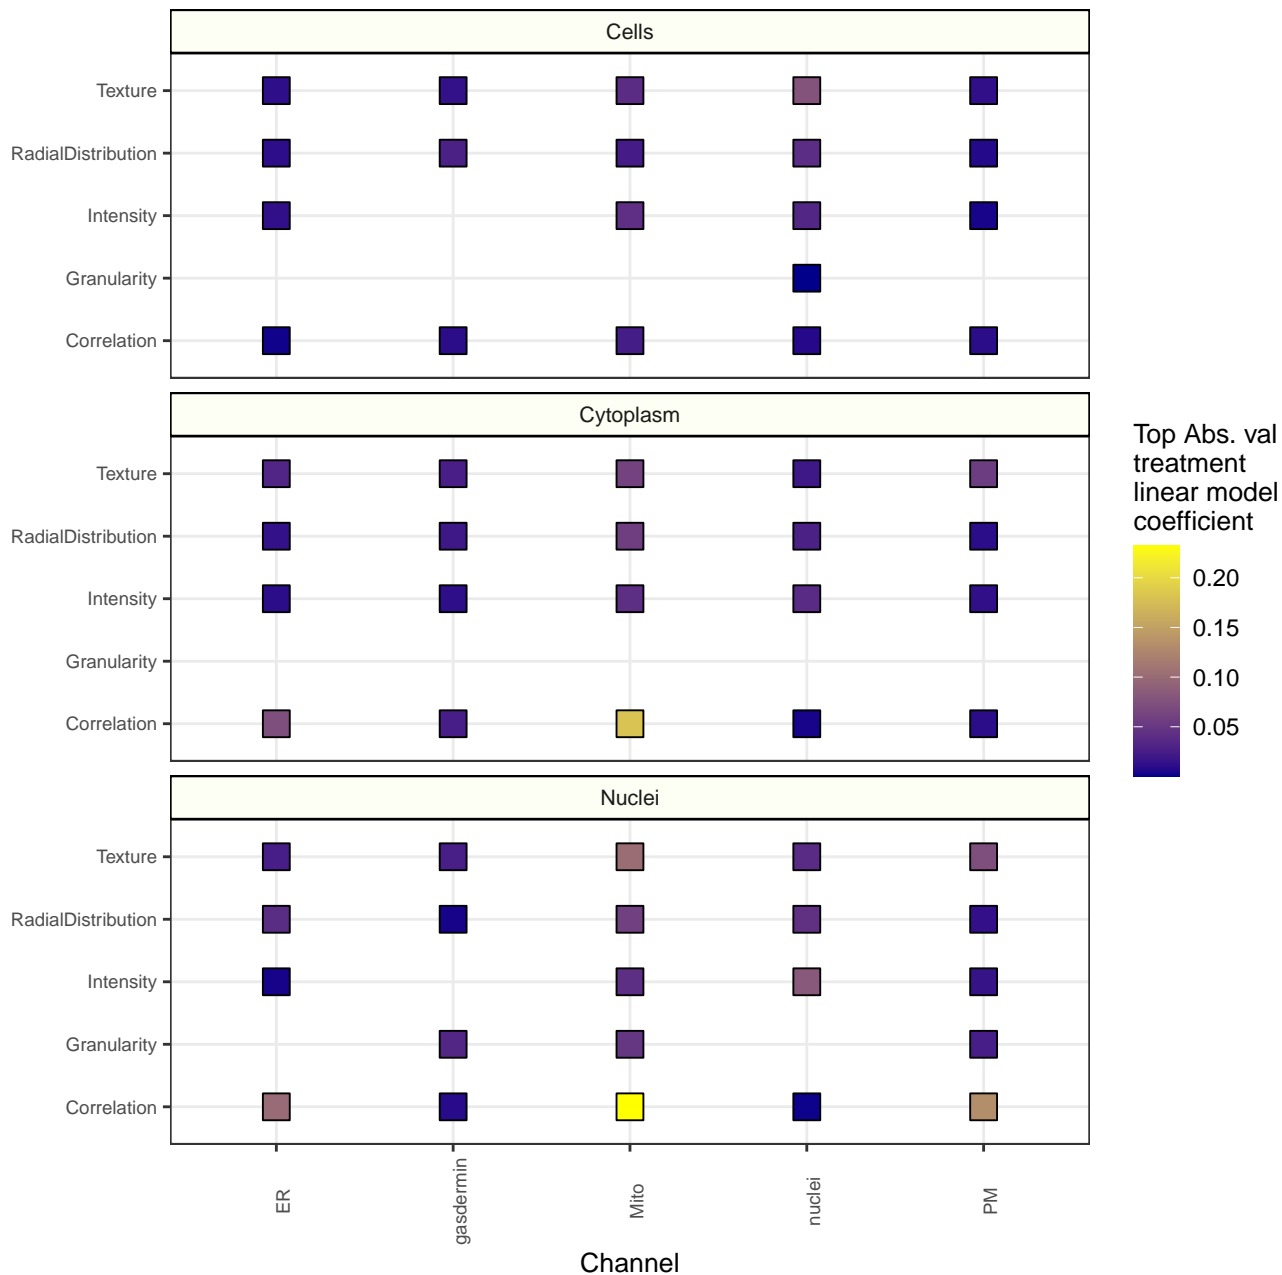 Cells
Texture
RadialDistribution
Intensity
Granularity
Correlation
Cytoplasm
Texture
RadialDistribution
Intensity
Granularity
Correlation
Nuclei
Texture
RadialDistribution
Intensity
Granularity
Correlation
ER
gasdermin
Mito
nuclei
PM
Channel
Top Abs. val
treatment
linear model
coefficient
0.20
0.15
0.10
0.05